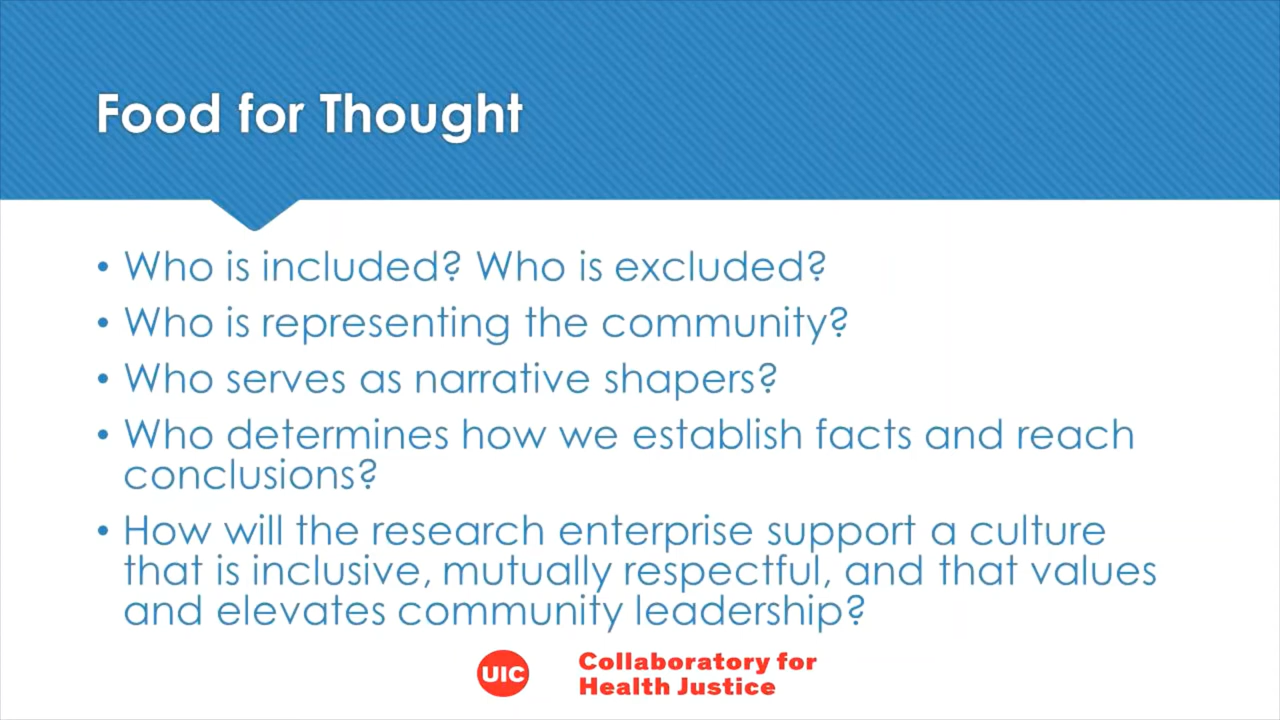 Food for Thought
• Who is included? Who is excluded?
• Who is representing the community?
• Who serves as narrative shapers?
• Who determines how we establish facts and reach
conclusions?
• How will the research enterprise support a culture
that is inclusive, mutually respectful, and that values
and elevates community leadership?
UIC
Collaboratory for
Health Justice